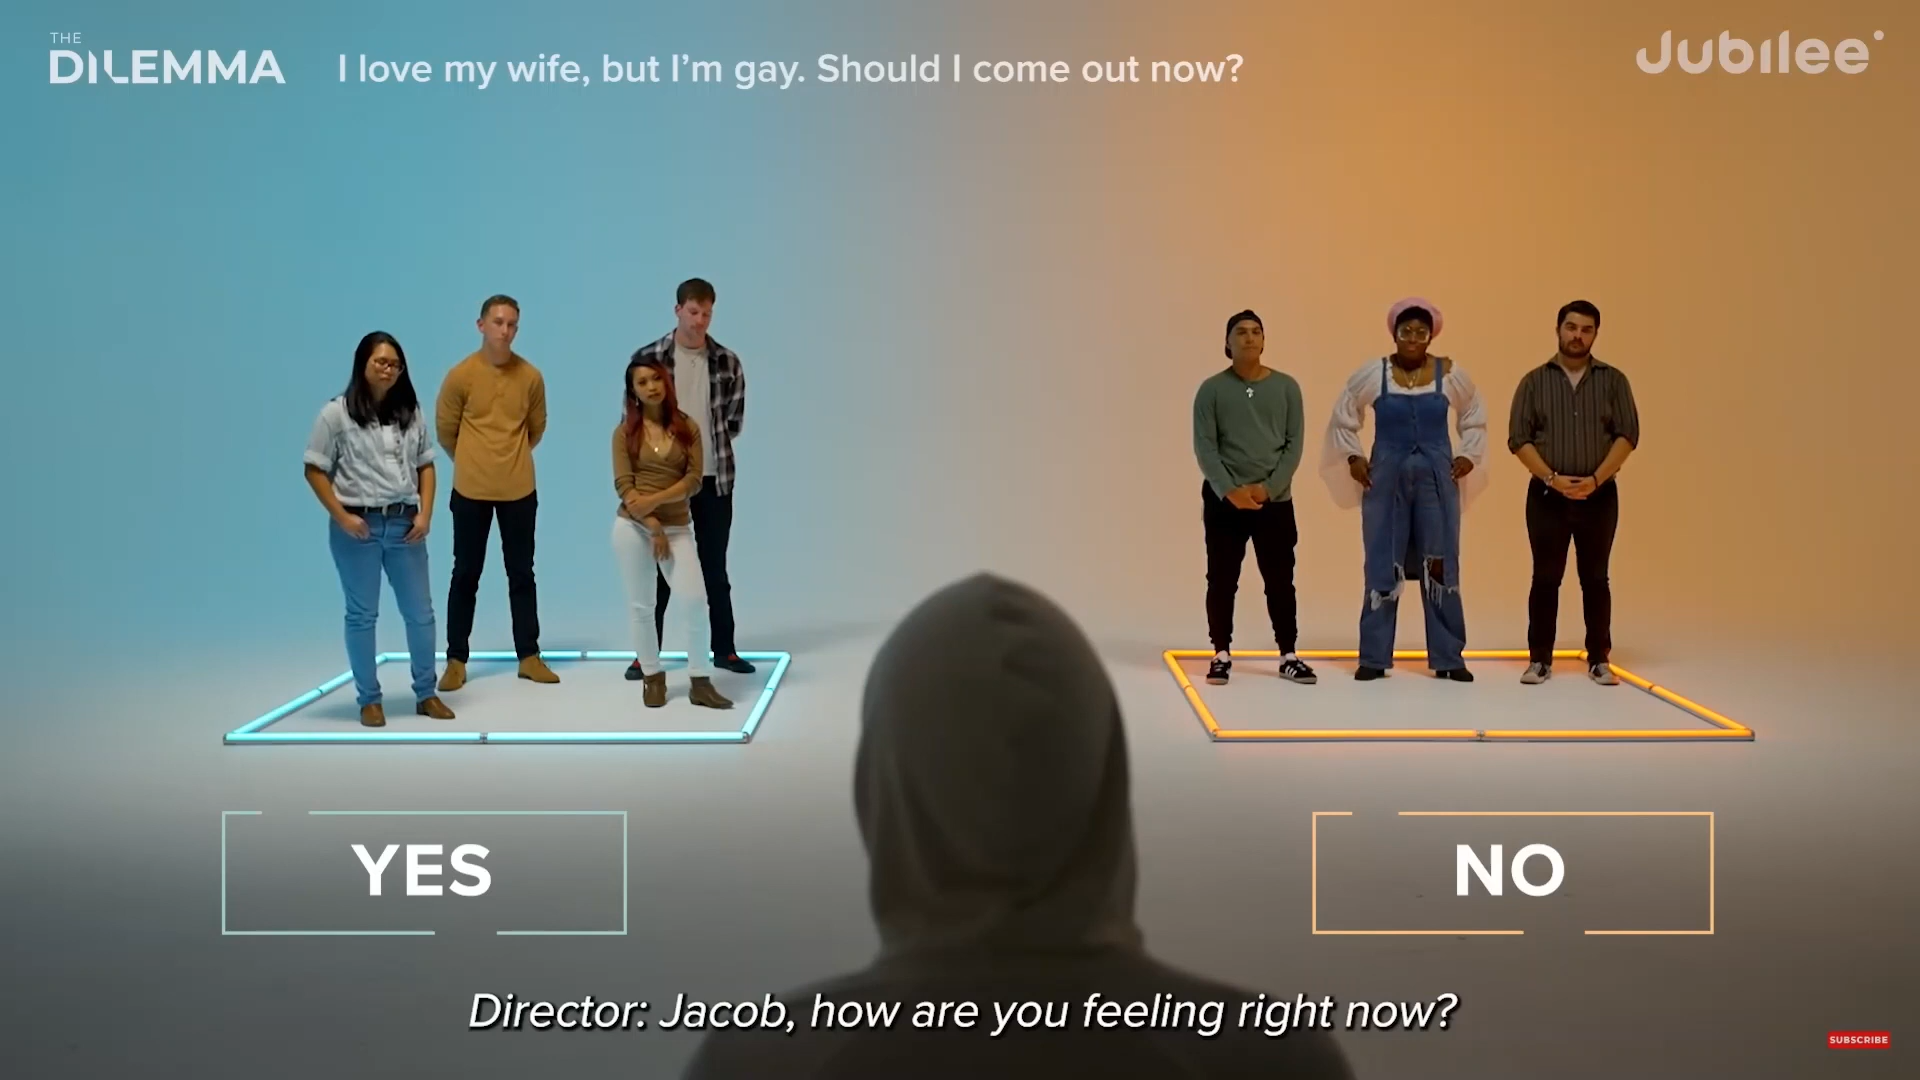 THE
DILEMMA
I love my wife, but I'm gay. Should I come out now?
Jubilee
YES
NO
Director: Jacob, how are you feeling right now?
SUBSCRIBE